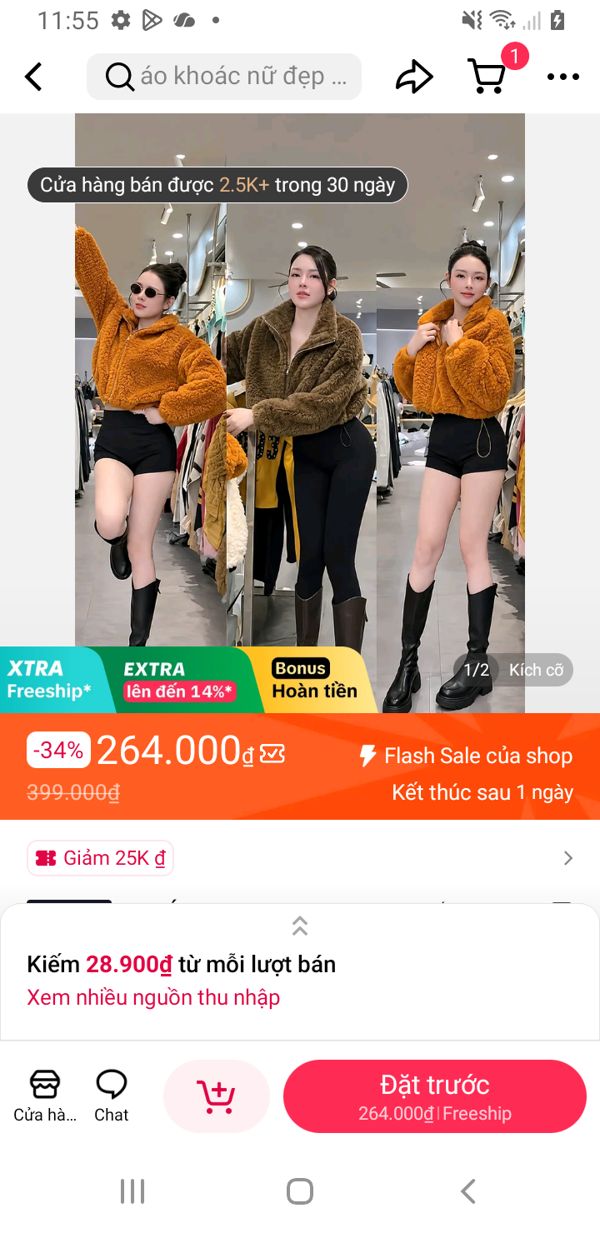 11:55
1
áo khoác nữ đẹp ...
Cửa hàng bán được 2.5K+ trong 30 ngày
XTRA
Freeship*
EXTRA
lên đến 14%*
Bonus
Hoàn tiền
1/2 Kích cỡ
-34% 264.000₫
399.000₫
Flash Sale của shop
Kết thúc sau 1 ngày
Giảm 25K ₫
Kiếm 28.900₫ từ mỗi lượt bán
Xem nhiều nguồn thu nhập
Cửa hà...
Chat
Đặt trước
264.000₫|Freeship